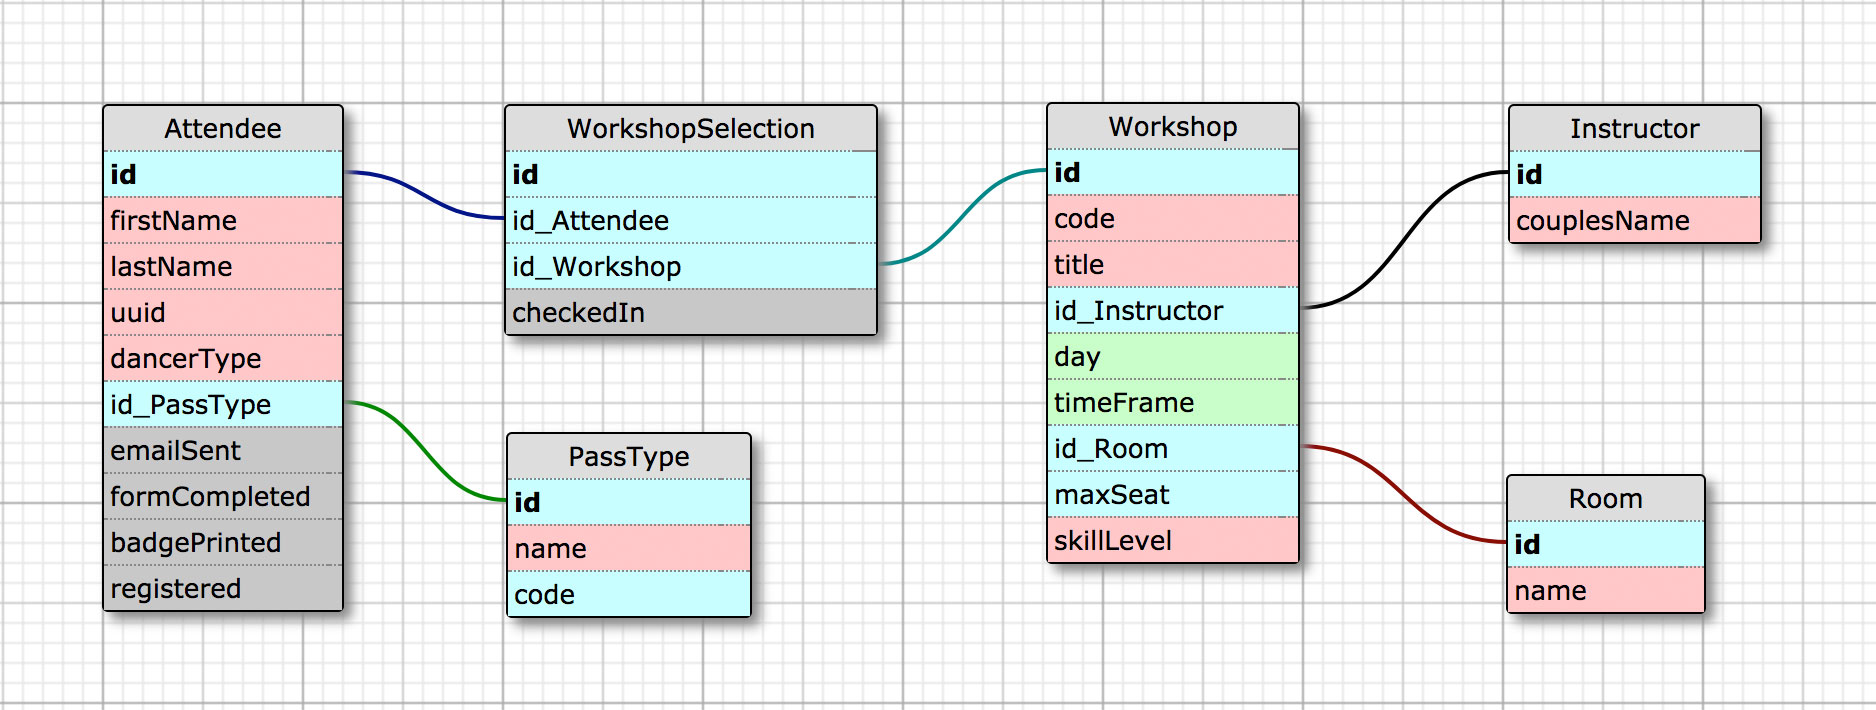 Attendee
id
firstName
lastName
uuid
dancerType
id_PassType
emailSent
formCompleted
badgePrinted
registered
WorkshopSelection
id
id_Attendee
id_Workshop
checkedIn
PassType
id
name
code
Workshop
id
code
title
id_Instructor
day
timeFrame
id_Room
maxSeat
skillLevel
Instructor
id
couplesName
Room
id
name